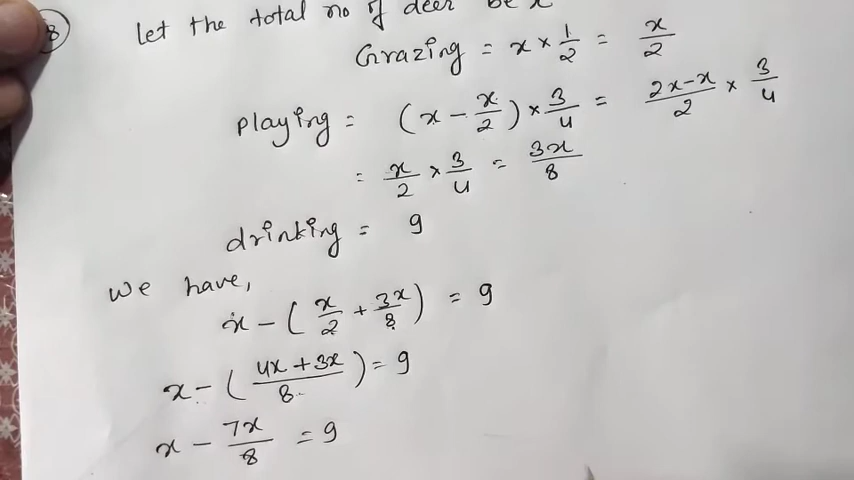 8 Let the total no of deer be x
Grazing = x × 1/2 = x/2
Playing = (x - x/2) × 3/4 = (2x-x)/2 × 3/4
= x/2 × 3/4 = 3x/8
drinking = 9
We have,
x - (x/2 + 3x/8) = 9
x - ((4x+3x)/8) = 9
x - 7x/8 = 9